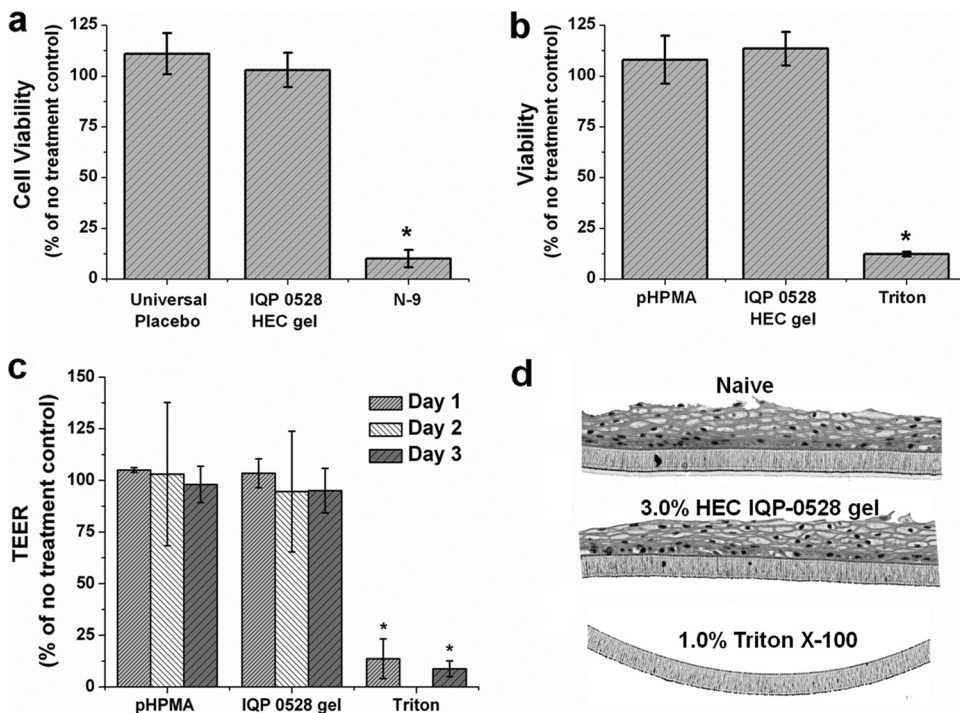 a
Cell Viability
(% of no treatment control)
125
100
75
50
25
0
*
Universal
Placebo
IQP 0528
HEC gel
N-9
b
Viability
(% of no treatment control)
125
100
75
50
25
0
*
pHPMA
IQP 0528
HEC gel
Triton
c
TEER
(% of no treatment control)
150
125
100
75
50
25
0
Day 1
Day 2
Day 3
*
*
pHPMA
IQP 0528 gel
Triton
d
Naive
3.0% HEC IQP-0528 gel
1.0% Triton X-100